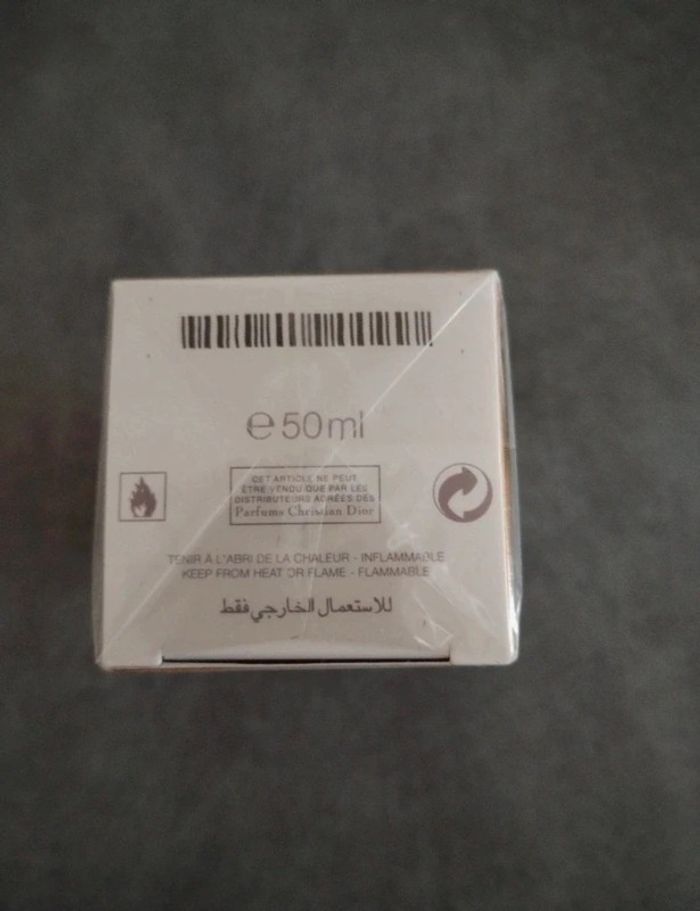 ℮ 50ml
CET ARTICLE NE PEUT
ÊTRE VENDU QUE PAR LES
DISTRIBUTEURS AGRÉÉS DES
Parfums Christian Dior
TENIR À L'ABRI DE LA CHALEUR - INFLAMMABLE
KEEP FROM HEAT OR FLAME - FLAMMABLE
للاستعمال الخارجي فقط